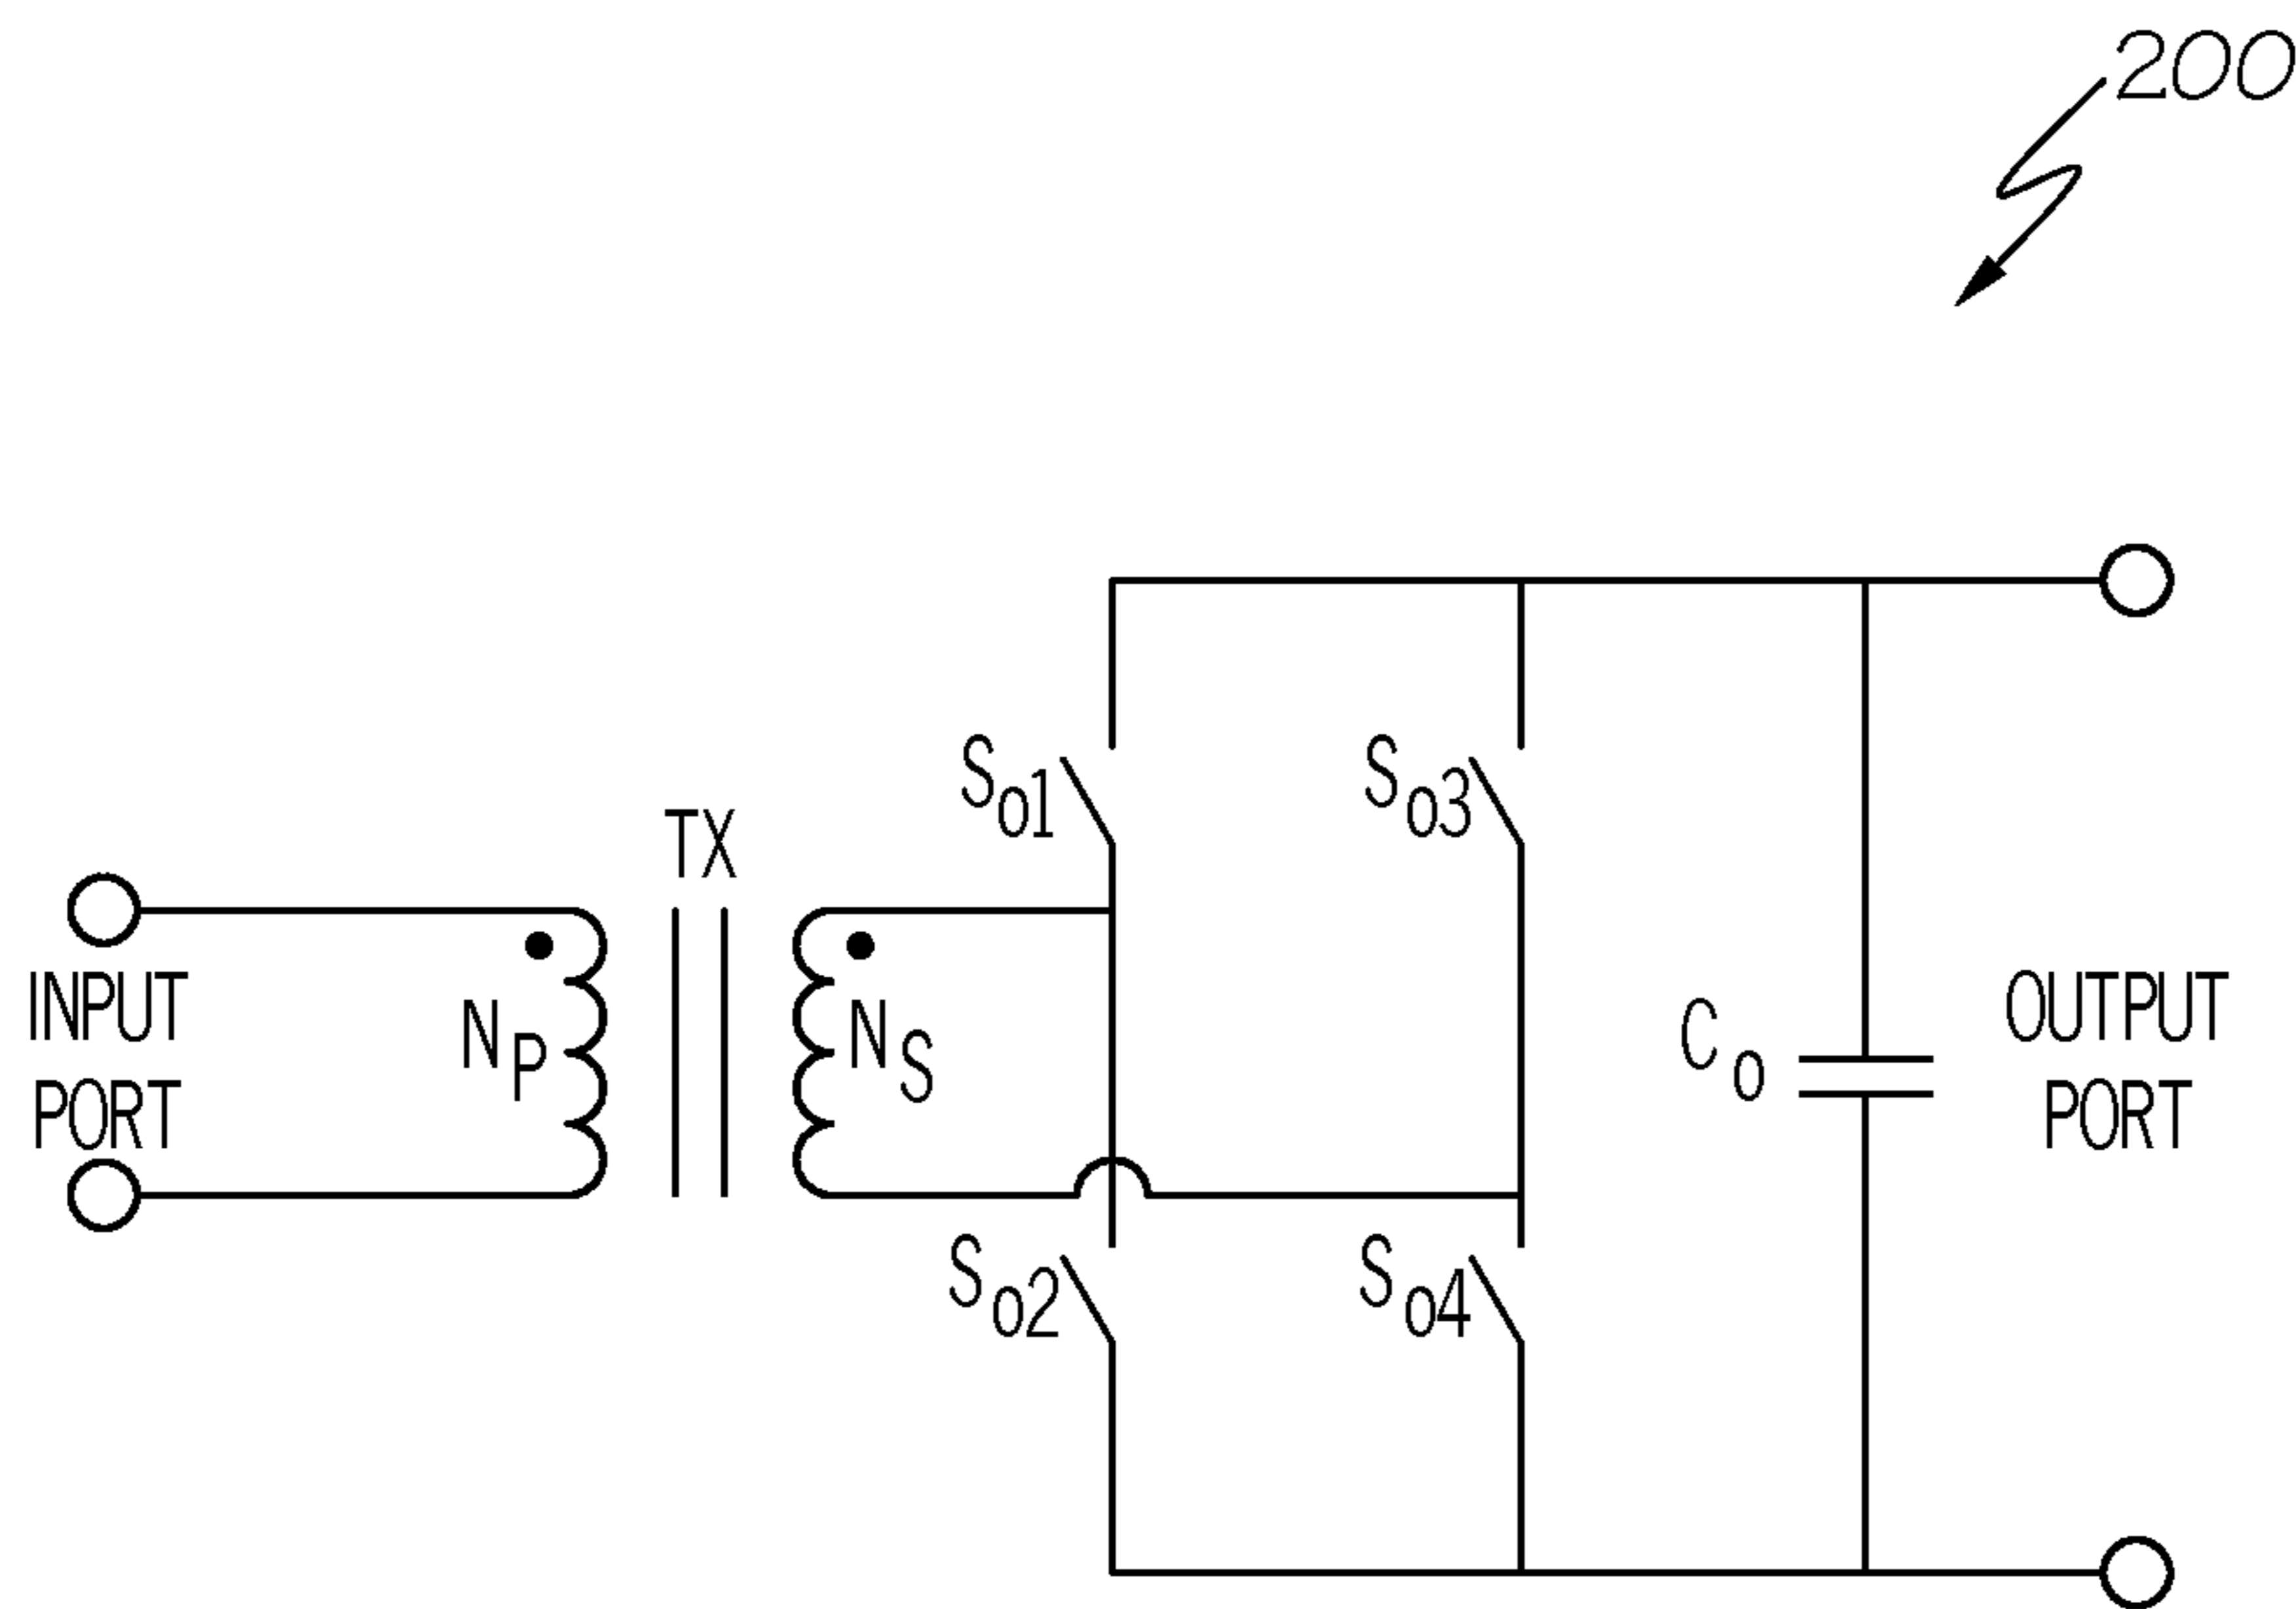 200
So1
So3
TX
INPUT
PORT
NP
NS
Co
OUTPUT
PORT
So2
So4